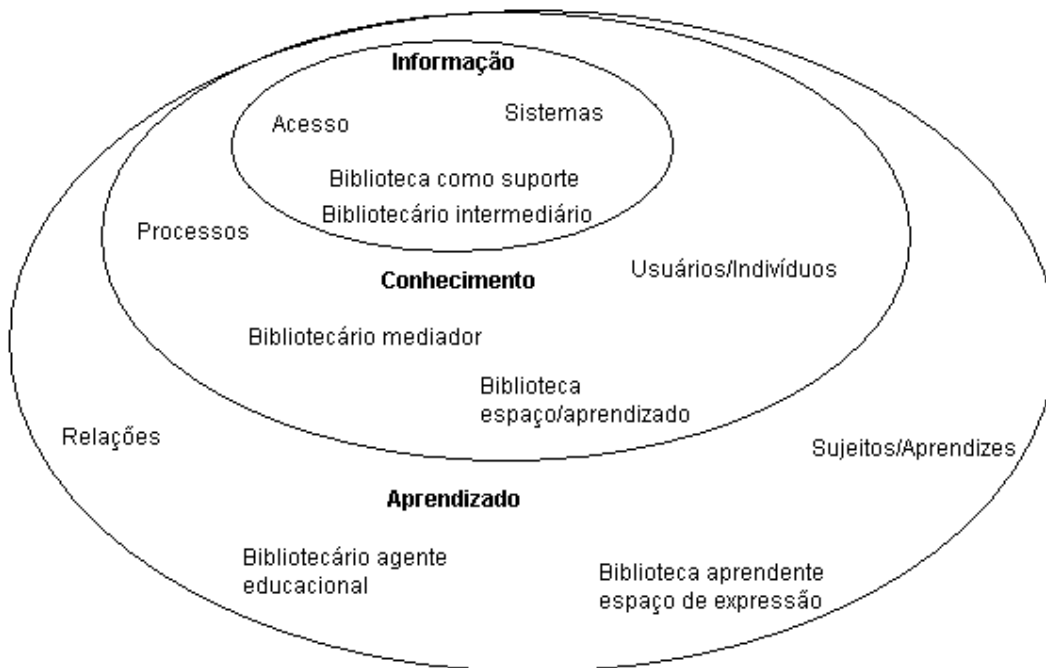 Informação
Acesso
Sistemas
Biblioteca como suporte
Bibliotecário intermediário
Processos
Usuários/Indivíduos
Conhecimento
Bibliotecário mediador
Biblioteca
espaço/aprendizado
Relações
Sujeitos/Aprendizes
Aprendizado
Bibliotecário agente
educacional
Biblioteca aprendente
espaço de expressão